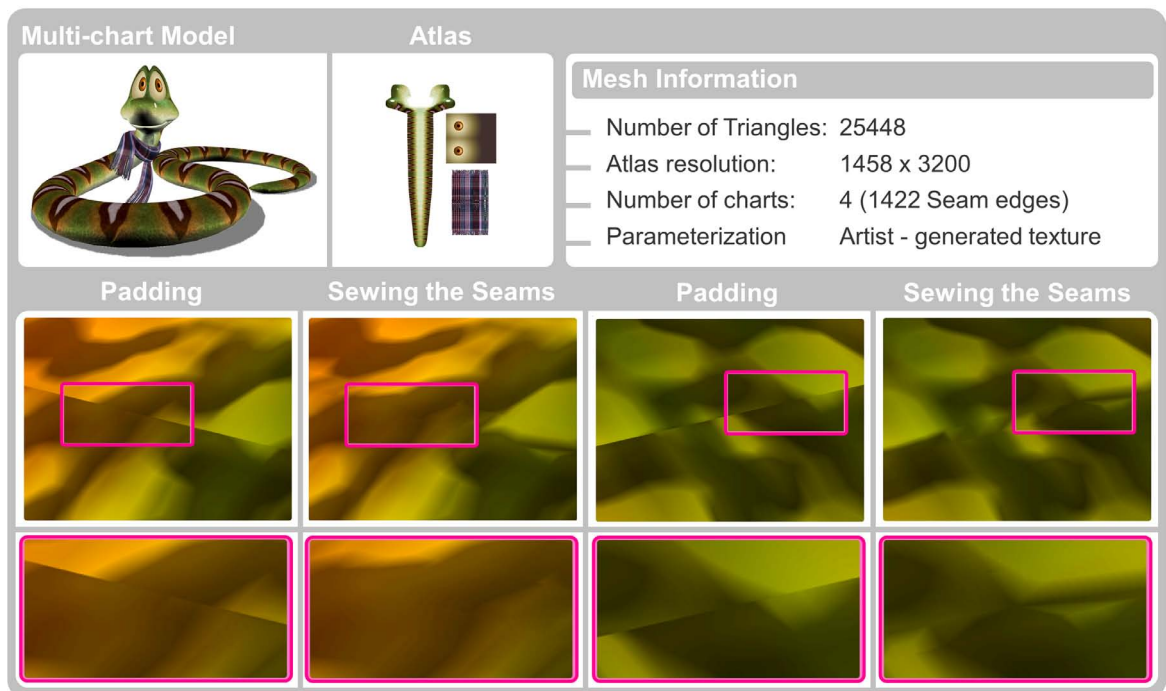 Multi-chart Model
Atlas
Mesh Information
Number of Triangles: 25448
Atlas resolution: 1458 x 3200
Number of charts: 4 (1422 Seam edges)
Parameterization Artist - generated texture
Padding
Sewing the Seams
Padding
Sewing the Seams